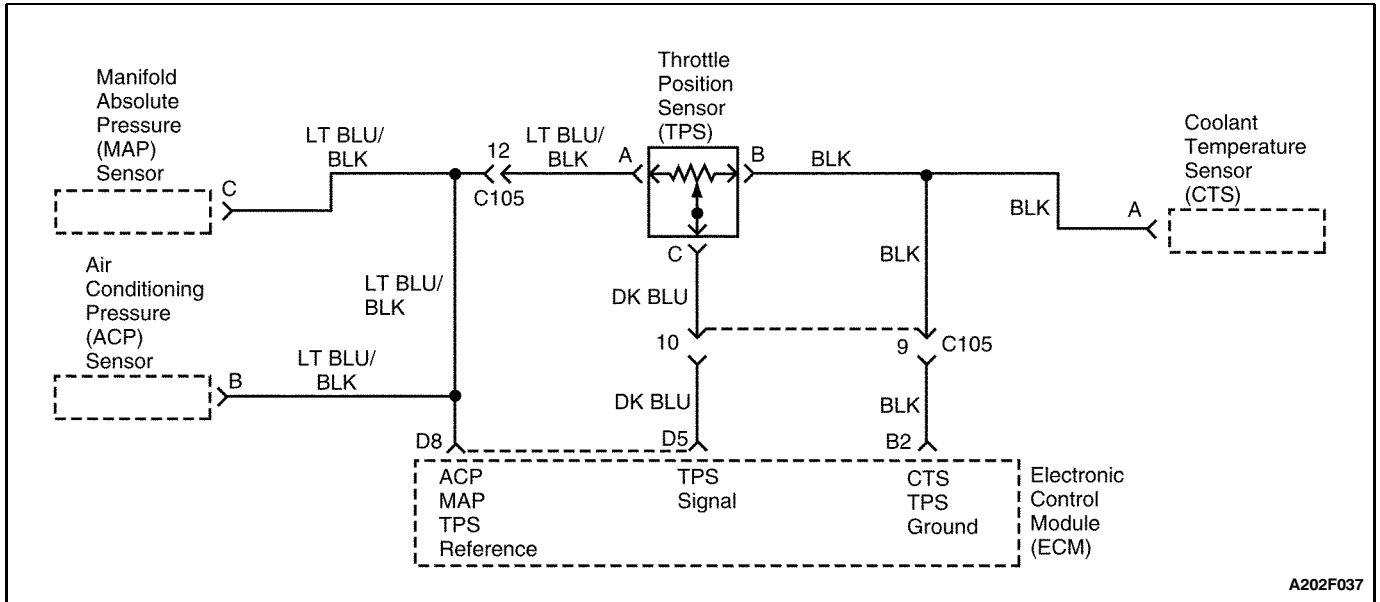 Manifold
Absolute
Pressure
(MAP)
Sensor
C
LT BLU/
BLK
12
C105
LT BLU/
BLK
Throttle
Position
Sensor
(TPS)
A
B
C
BLK
Coolant
Temperature
Sensor
(CTS)
BLK
A
Air
Conditioning
Pressure
(ACP)
Sensor
B
LT BLU/
BLK
LT BLU/
BLK
DK BLU
BLK
10
9
C105
DK BLU
BLK
D8
D5
B2
ACP
MAP
TPS
Reference
TPS
Signal
CTS
TPS
Ground
Electronic
Control
Module
(ECM)
A202F037